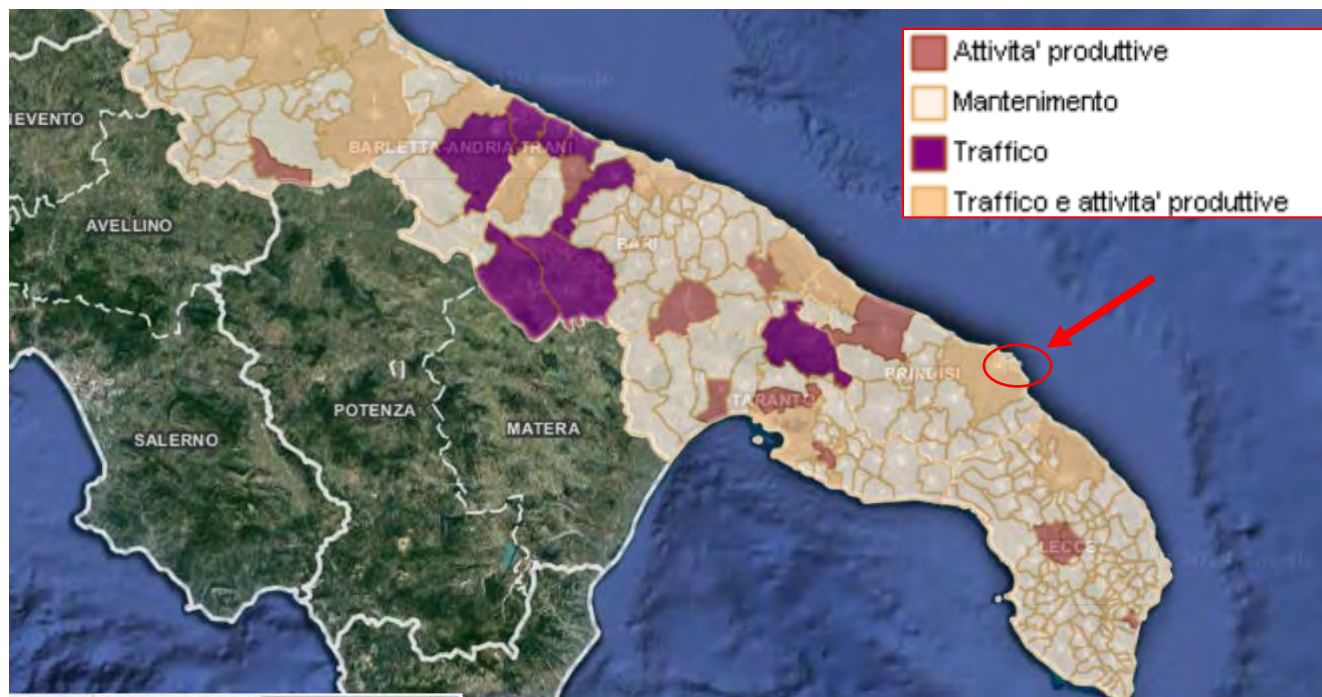 Attivita' produttive
Mantenimento
Traffico
Traffico e attivita' produttive
NEVENTO
BARLETTA-ANDRIA-TRANI
AVELLINO
BARI
BRINDISI
TARANTO
POTENZA
MATERA
SALERNO
LECCE